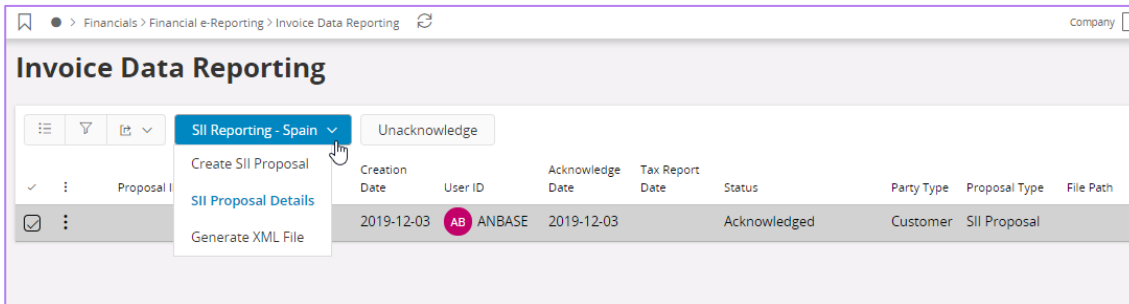 Financials > Financial e-Reporting > Invoice Data Reporting
Company
Invoice Data Reporting
SII Reporting - Spain
Unacknowledge
Create SII Proposal
SII Proposal Details
Generate XML File
Proposal
Creation Date
User ID
Acknowledge Date
Tax Report Date
Status
Party Type
Proposal Type
File Path
2019-12-03
AB
ANBASE
2019-12-03
Acknowledged
Customer
SII Proposal